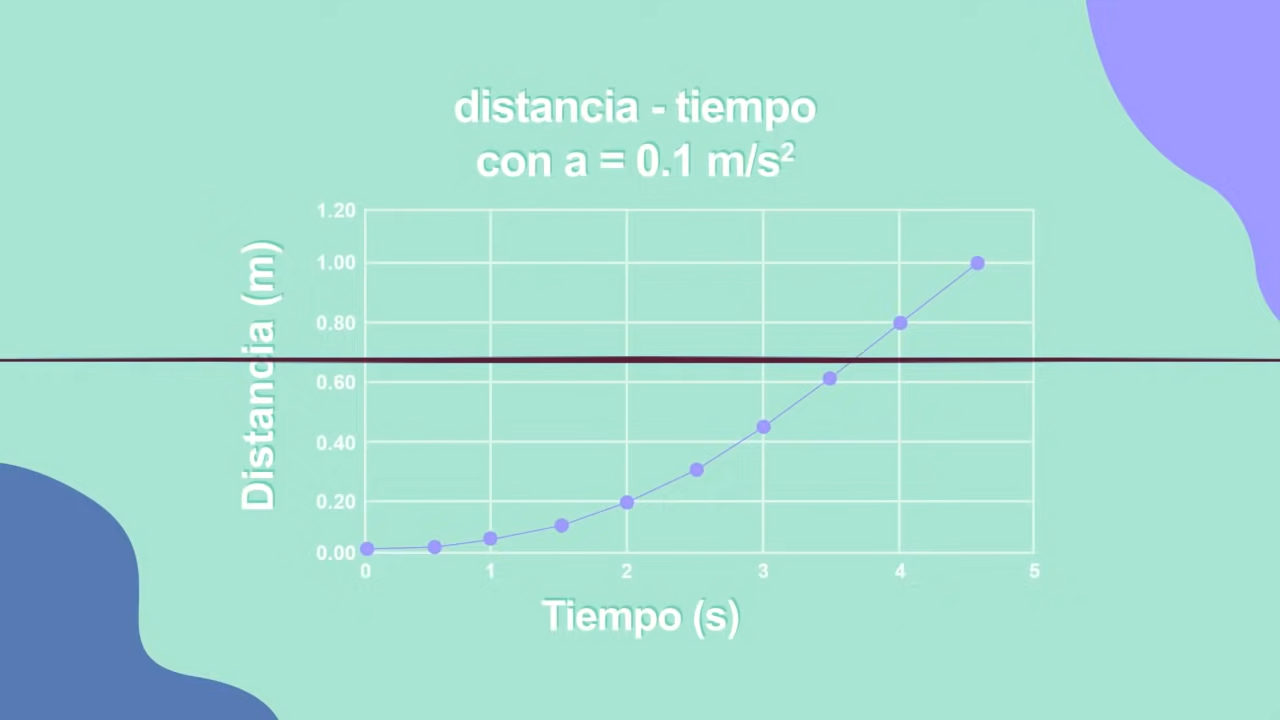 distancia - tiempo
con a = 0.1 m/s²
1.20
1.00
0.80
0.60
0.40
0.20
0.00
Distancia (m)
0 1 2 3 4 5
Tiempo (s)